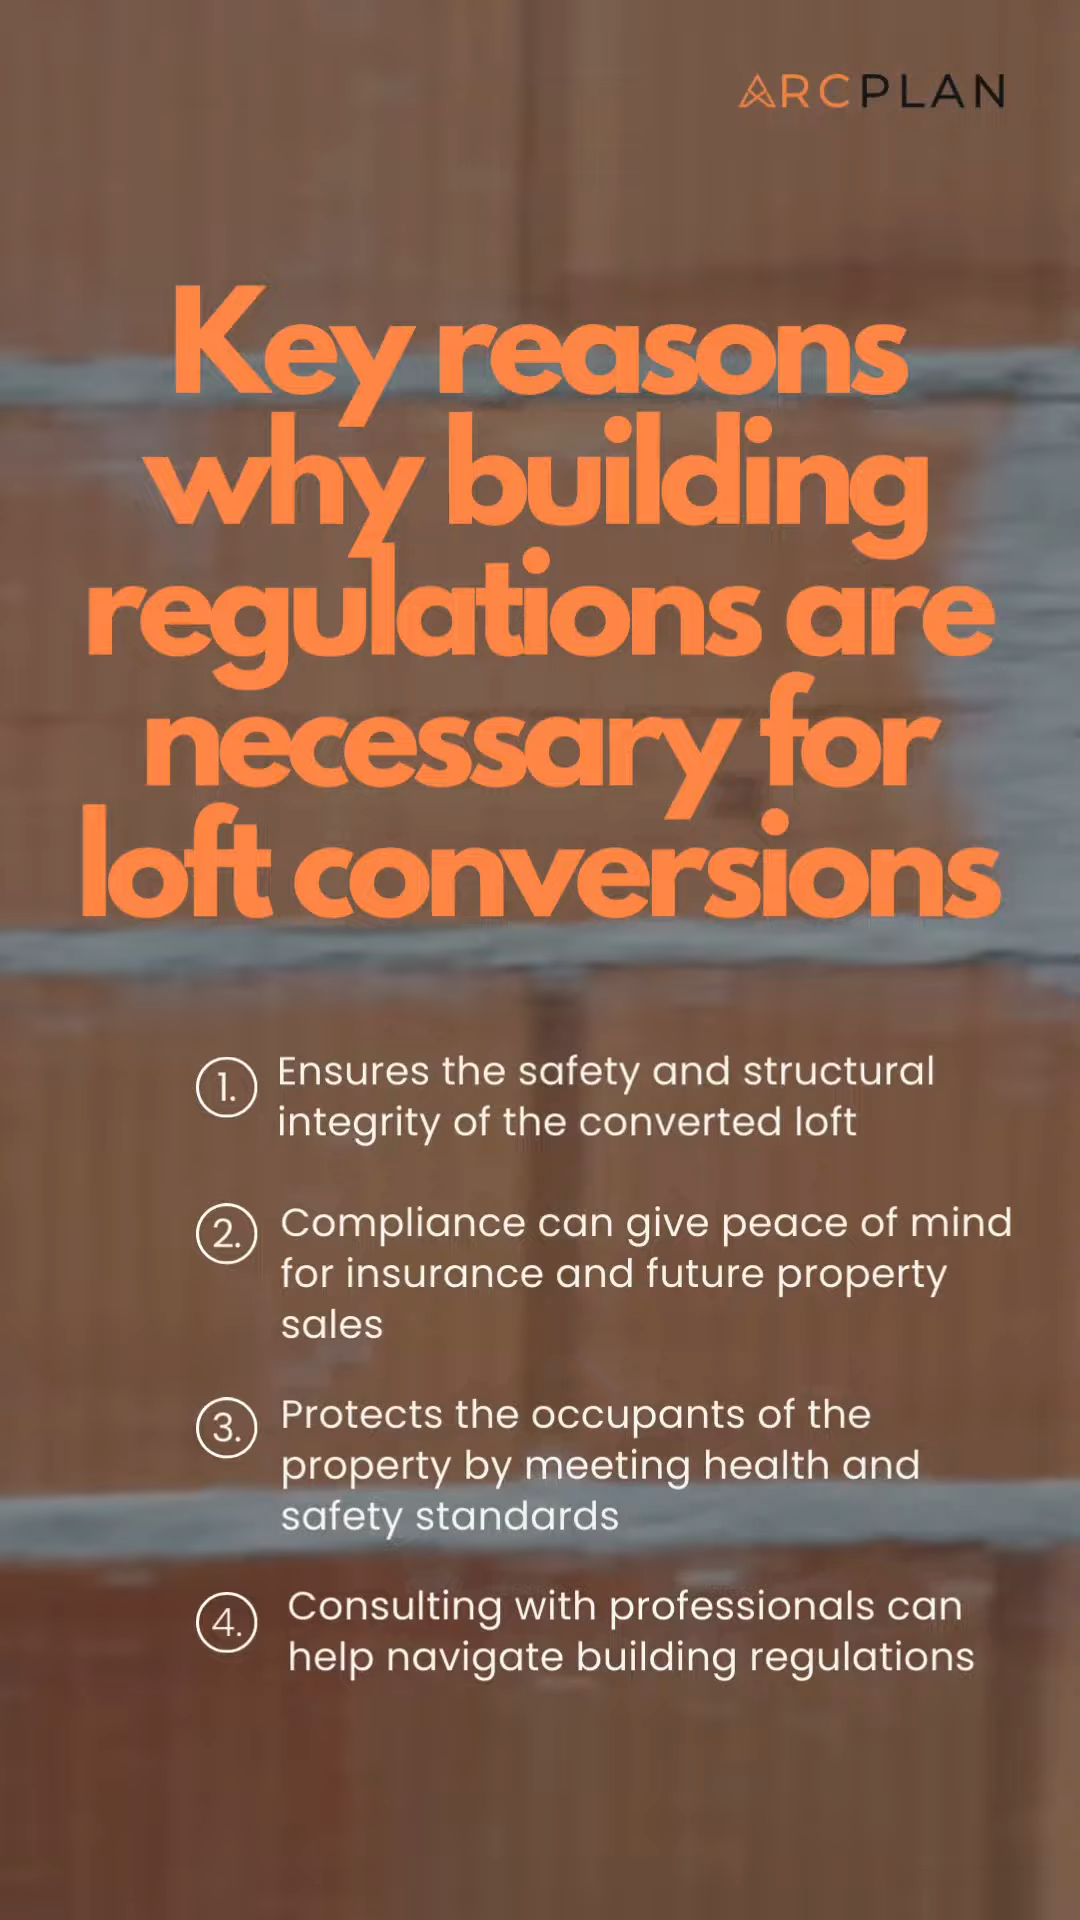 ARCPLAN
Key reasons
why building
regulations are
necessary for
loft conversions
1. Ensures the safety and structural
integrity of the converted loft
2. Compliance can give peace of mind
for insurance and future property
sales
3. Protects the occupants of the
property by meeting health and
safety standards
4. Consulting with professionals can
help navigate building regulations